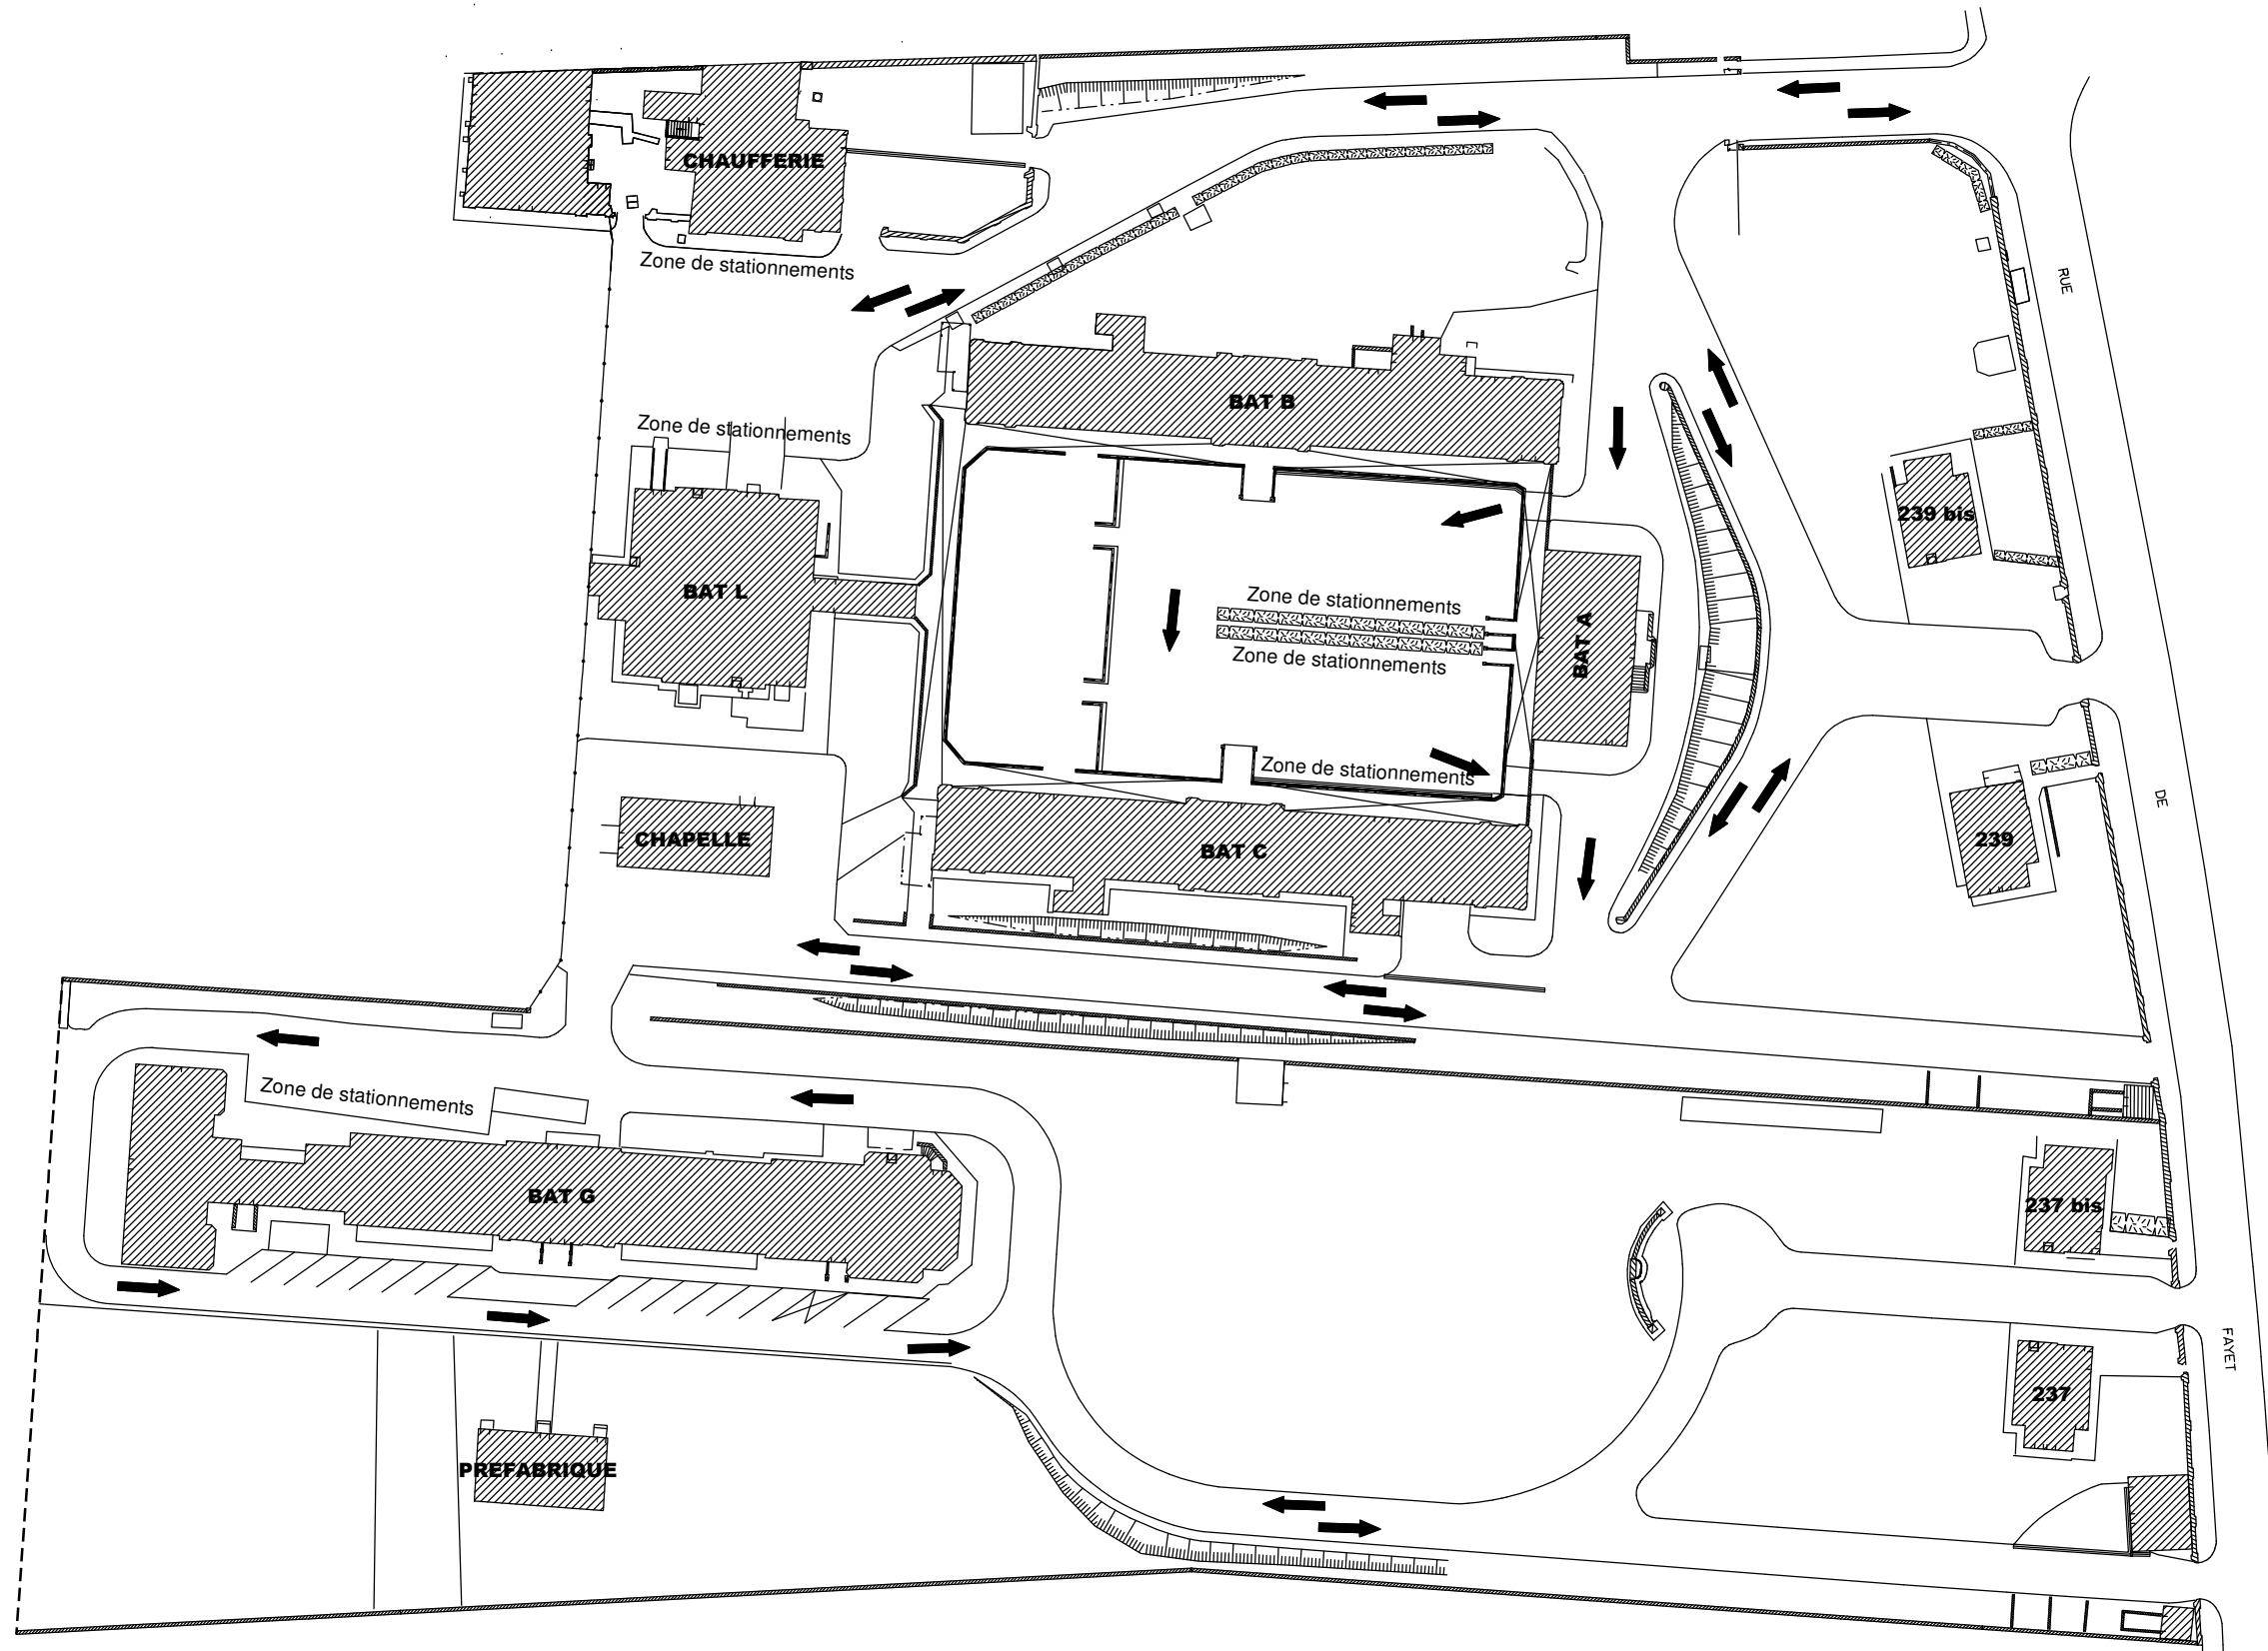 CHAUFFERIE
Zone de stationnements
RUE
BAT B
Zone de stationnements
239 bis
BAT L
Zone de stationnements
BAT A
Zone de stationnements
Zone de stationnements
DE
CHAPELLE
BAT C
239
Zone de stationnements
BAT G
237 bis
FAYET
237
PREFABRIQUE